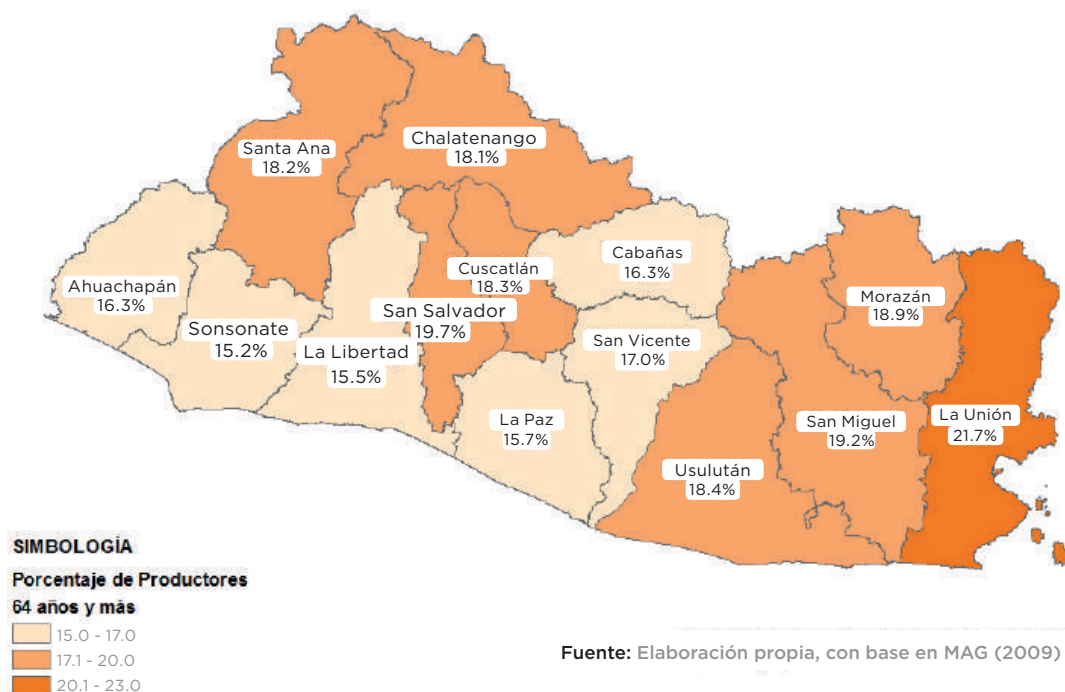 Santa Ana
18.2%
Chalatenango
18.1%
Ahuachapán
16.3%
Sonsonate
15.2%
La Libertad
15.5%
San Salvador
19.7%
Cuscatlán
18.3%
Cabañas
16.3%
San Vicente
17.0%
La Paz
15.7%
Usulután
18.4%
San Miguel
19.2%
Morazán
18.9%
La Unión
21.7%
SIMBOLOGÍA
Porcentaje de Productores
64 años y más
15.0 - 17.0
17.1 - 20.0
20.1 - 23.0
Fuente: Elaboración propia, con base en MAG (2009)